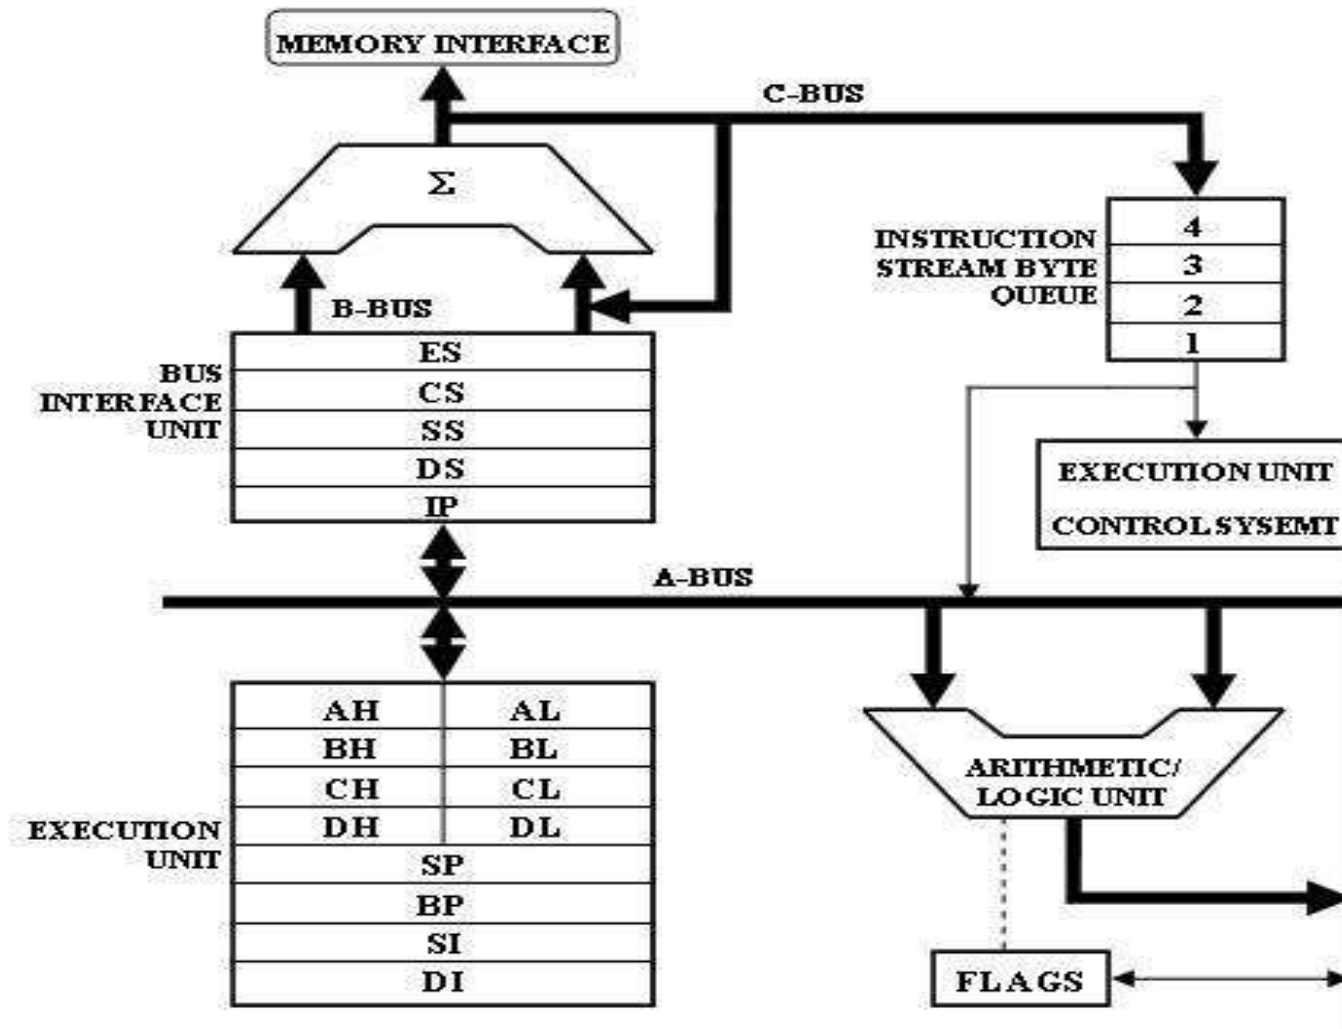 MEMORY INTERFACE
C-BUS
Σ
B-BUS
INSTRUCTION
STREAM BYTE
QUEUE
4
3
2
1
BUS
INTERFACE
UNIT
ES
CS
SS
DS
IP
EXECUTION UNIT
CONTROL SYSEMT
A-BUS
EXECUTION
UNIT
AH AL
BH BL
CH CL
DH DL
SP
BP
SI
DI
ARITHMETIC/
LOGIC UNIT
FLAGS